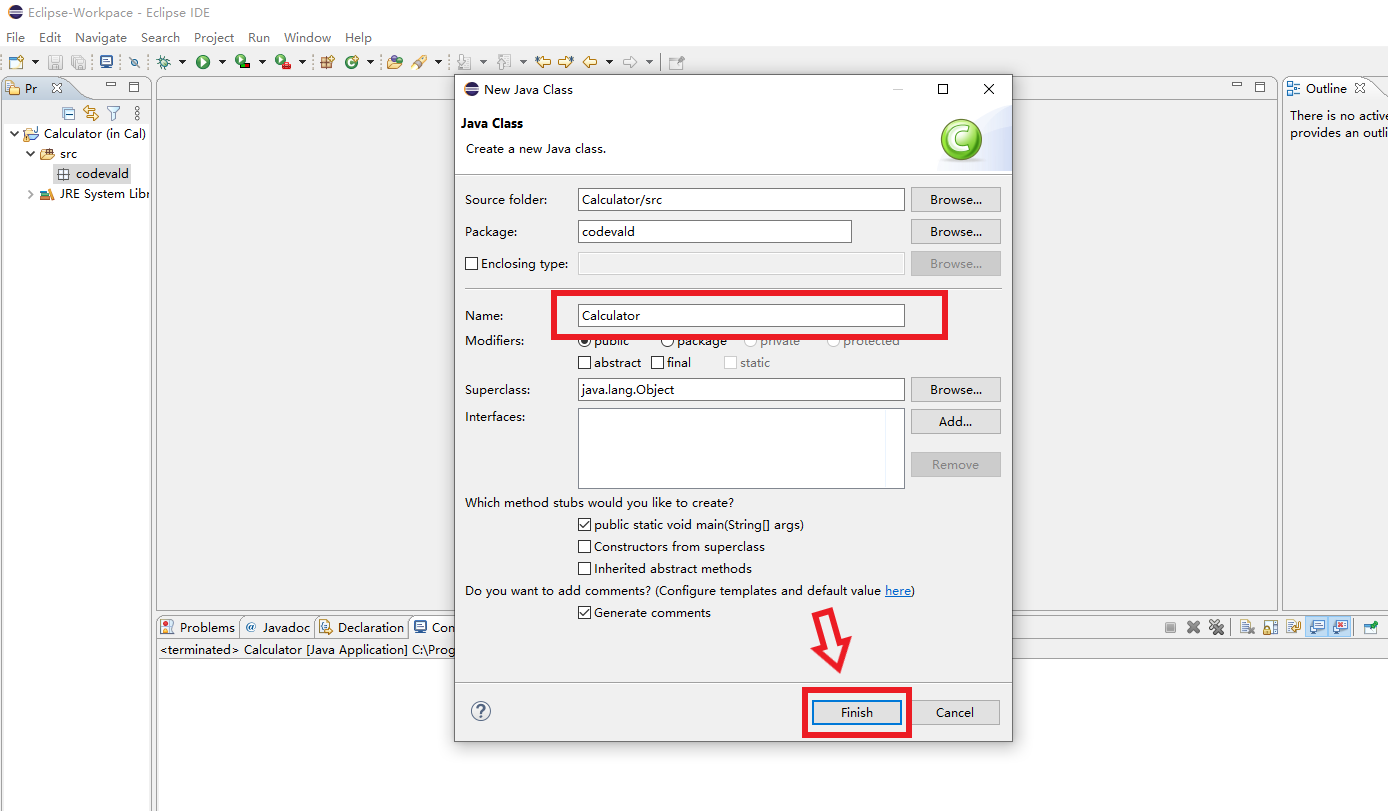 Eclipse-Workpace - Eclipse IDE
File Edit Navigate Search Project Run Window Help
Pr
Calculator (in Cal)
src
codevald
JRE System Libr
New Java Class
Java Class
Create a new Java class.
Source folder: Calculator/src Browse...
Package: codevald Browse...
Enclosing type: Browse...
Name: Calculator
Modifiers: public package private protected
abstract final static
Superclass: java.lang.Object Browse...
Interfaces: Add...
Remove
Which method stubs would you like to create?
public static void main(String[] args)
Constructors from superclass
Inherited abstract methods
Do you want to add comments? (Configure templates and default value here)
Generate comments
Finish Cancel
Outline
There is no active
provides an outli
Problems @ Javadoc Declaration Con
<terminated> Calculator [Java Application] C:\Prog